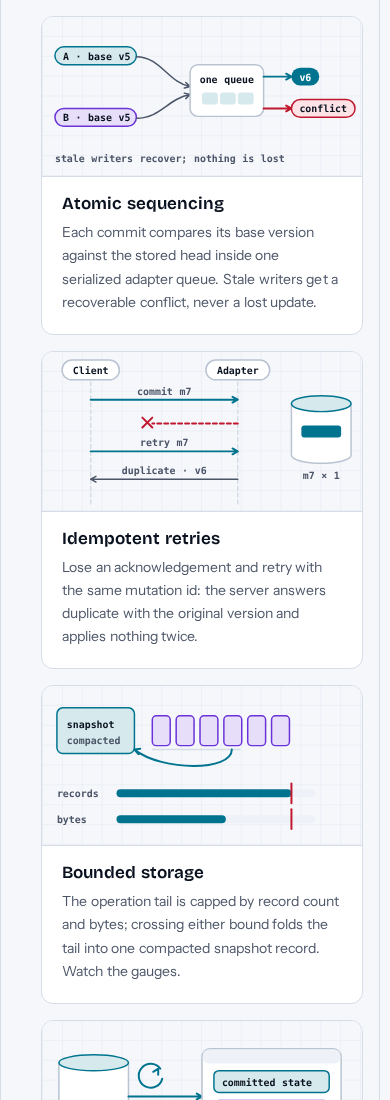 A · base v5
one queue
v6
B · base v5
conflict
stale writers recover; nothing is lost
Atomic sequencing
Each commit compares its base version
against the stored head inside one
serialized adapter queue. Stale writers get a
recoverable conflict, never a lost update.
Client
Adapter
commit m7
retry m7
duplicate · v6
m7 × 1
Idempotent retries
Lose an acknowledgement and retry with
the same mutation id: the server answers
duplicate with the original version and
applies nothing twice.
snapshot
compacted
records
bytes
Bounded storage
The operation tail is capped by record count
and bytes; crossing either bound folds the
tail into one compacted snapshot record.
Watch the gauges.
committed state